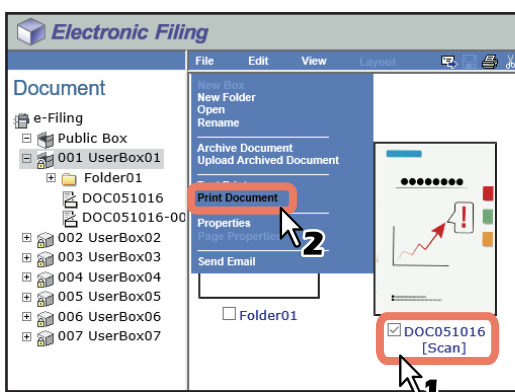 Electronic Filing
File Edit View Layout
Document
e-Filing
Public Box
001 UserBox01
Folder01
DOC051016
DOC051016-00
002 UserBox02
003 UserBox03
004 UserBox04
005 UserBox05
006 UserBox06
007 UserBox07
New Box
New Folder
Open
Rename
Archive Document
Upload Archived Document
Print Document
Properties
Page Properties
Send Email
2
Folder01
DOC051016
[Scan]
1